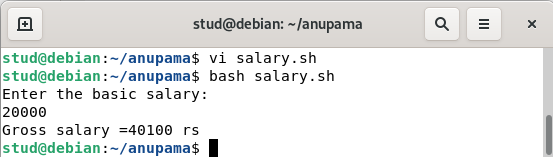 stud@debian: ~/anupama
stud@debian:~/anupama$ vi salary.sh
stud@debian:~/anupama$ bash salary.sh
Enter the basic salary:
20000
Gross salary =40100 rs
stud@debian:~/anupama$